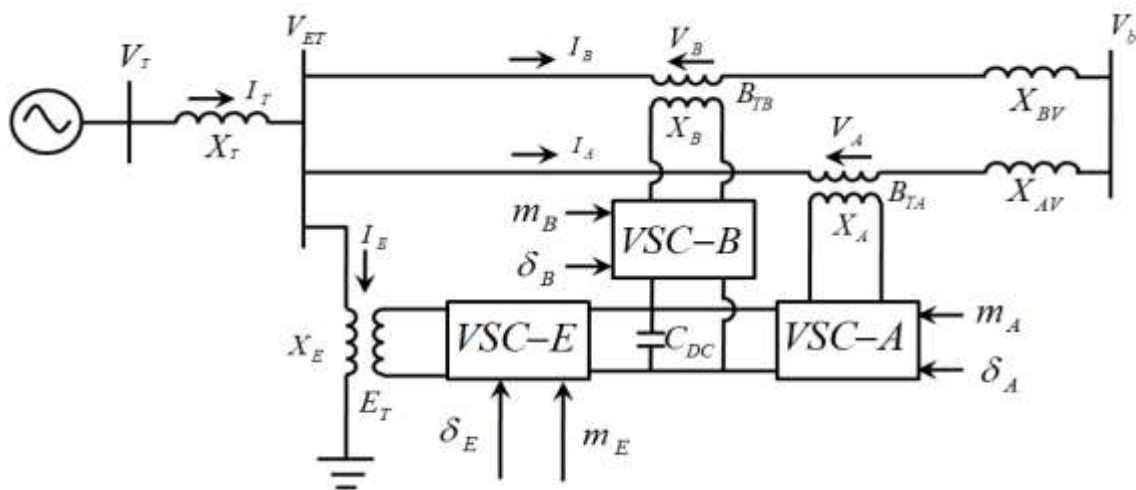 V_ET
V_b
V_T
I_T
I_B
V_B
B_TB
X_BV
X_T
X_B
I_A
V_A
B_TA
X_AV
X_A
m_B
VSC-B
δ_B
I_E
X_E
VSC-E
C_DC
VSC-A
m_A
δ_A
E_T
δ_E
m_E